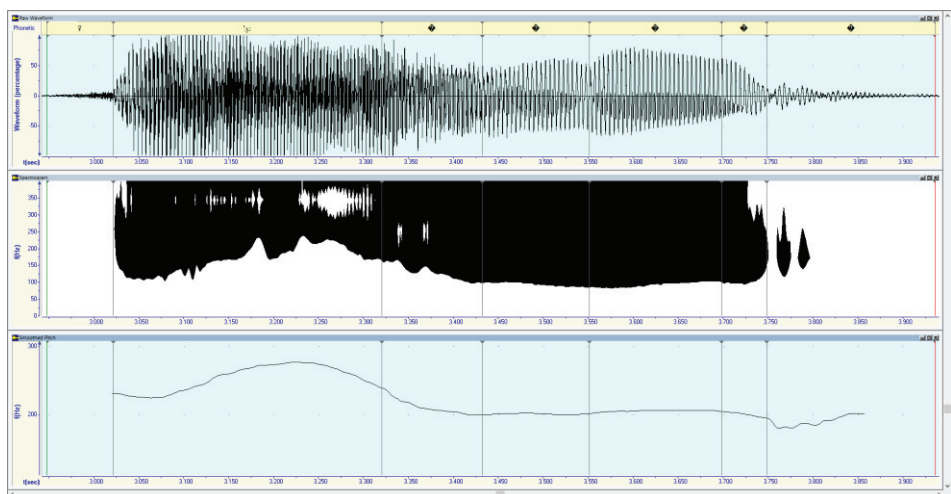 Raw Waveform
Phonetic ʔ
50
0
-50
Waveform (percentage)
t(sec) 3.000 3.050 3.100 3.150 3.200 3.250 3.300 3.350 3.400 3.450 3.500 3.550 3.600 3.650 3.700 3.750 3.800 3.850 3.900
Spectrogram
350
300
250
200
150
100
50
0
f(Hz)
3.000 3.050 3.100 3.150 3.200 3.250 3.300 3.350 3.400 3.450 3.500 3.550 3.600 3.650 3.700 3.750 3.800 3.850 3.900
Smoothed Pitch
300
200
f(Hz)
t(sec) 3.000 3.050 3.100 3.150 3.200 3.250 3.300 3.350 3.400 3.450 3.500 3.550 3.600 3.650 3.700 3.750 3.800 3.850 3.900